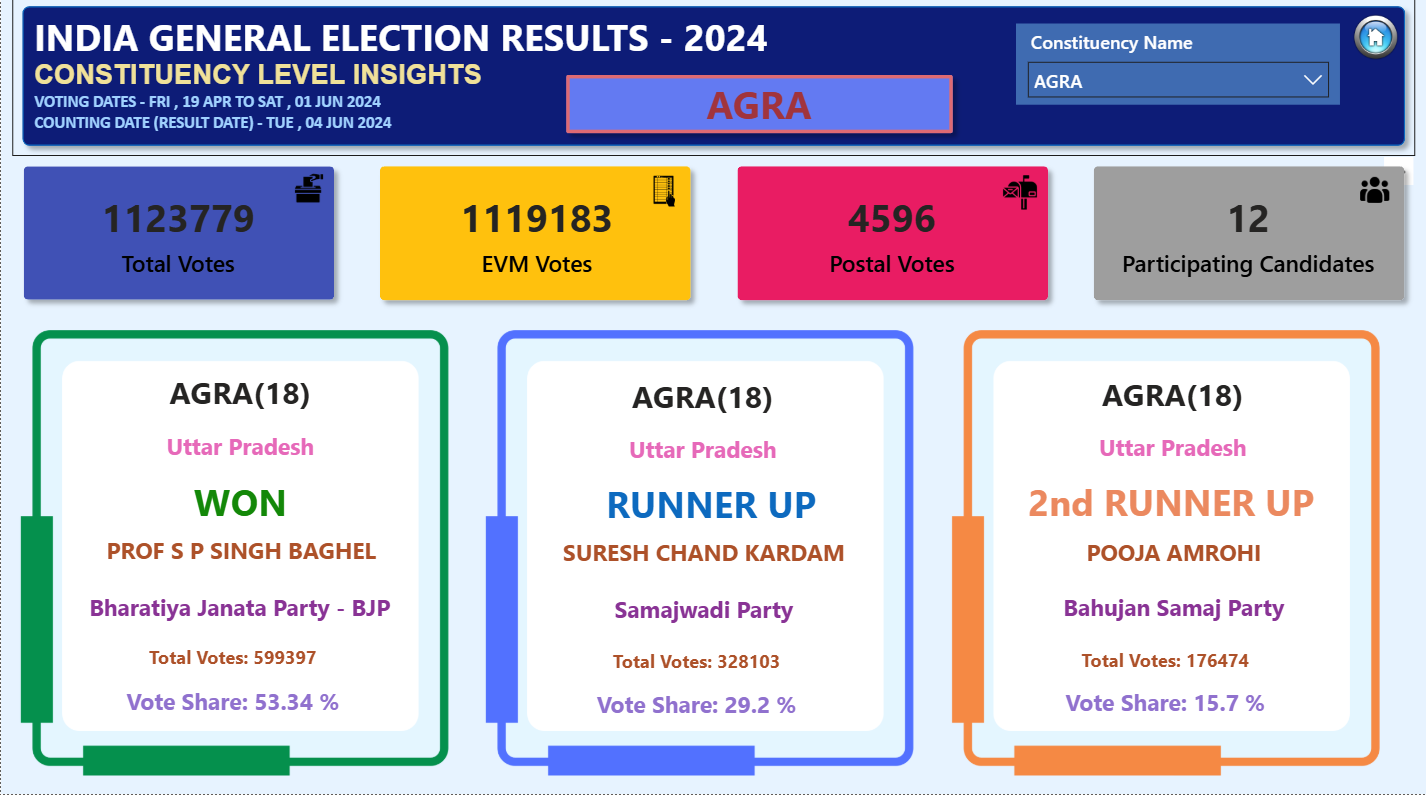 INDIA GENERAL ELECTION RESULTS - 2024
CONSTITUENCY LEVEL INSIGHTS
VOTING DATES - FRI , 19 APR TO SAT , 01 JUN 2024
COUNTING DATE (RESULT DATE) - TUE , 04 JUN 2024
AGRA
Constituency Name
AGRA
1123779
Total Votes
1119183
EVM Votes
4596
Postal Votes
12
Participating Candidates
AGRA(18)
Uttar Pradesh
WON
PROF S P SINGH BAGHEL
Bharatiya Janata Party - BJP
Total Votes: 599397
Vote Share: 53.34 %
AGRA(18)
Uttar Pradesh
RUNNER UP
SURESH CHAND KARDAM
Samajwadi Party
Total Votes: 328103
Vote Share: 29.2 %
AGRA(18)
Uttar Pradesh
2nd RUNNER UP
POOJA AMROHI
Bahujan Samaj Party
Total Votes: 176474
Vote Share: 15.7 %